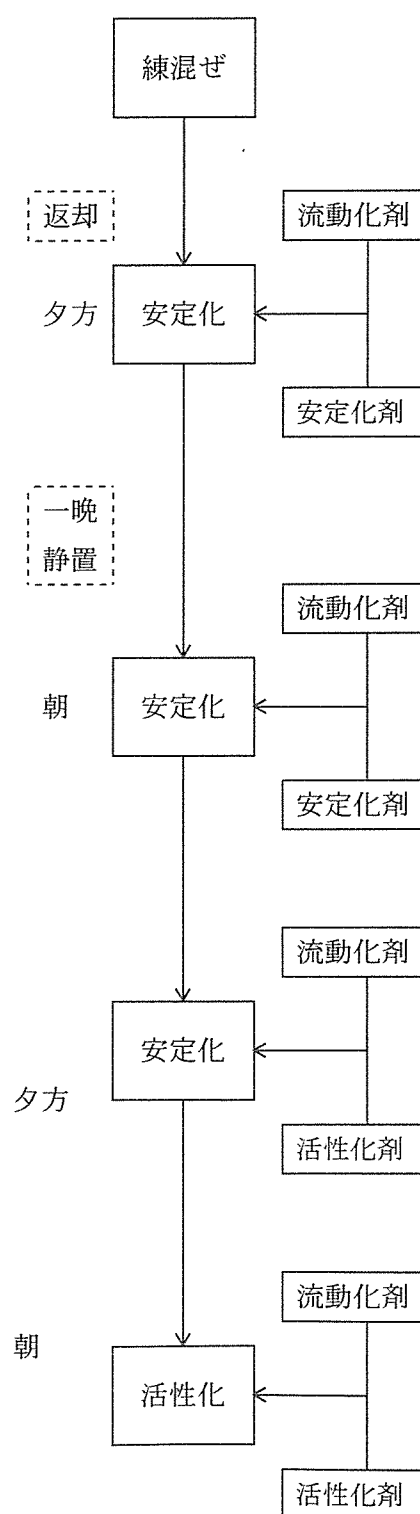 練混ぜ
返却
流動化剤
夕方
安定化
安定化剤
一晩
静置
流動化剤
朝
安定化
安定化剤
流動化剤
安定化
夕方
活性化剤
流動化剤
朝
活性化
活性化剤